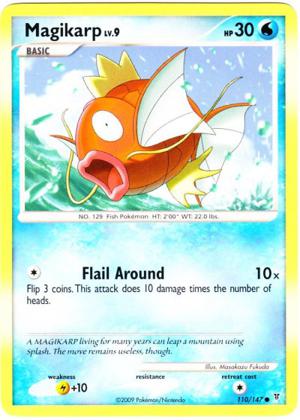 Magikarp LV.9 HP 30
BASIC
NO. 129 Fish Pokémon HT: 2'00" WT: 22.0 lbs.
Flail Around 10x
Flip 3 coins. This attack does 10 damage times the number of
heads.
A MAGIKARP living for many years can leap a mountain using
Splash. The move remains useless, though.
Illus. Masakazu Fukuda
weakness resistance retreat cost
+10
©2009 Pokémon/Nintendo 110/147